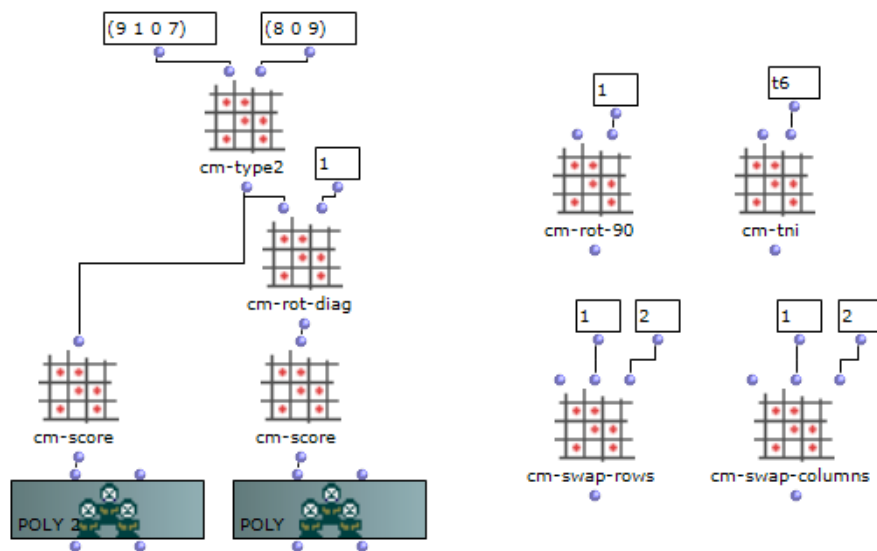 (9 1 0 7)
(8 0 9)
cm-type2
1
cm-rot-diag
cm-score
cm-score
POLY 2
POLY
1
t6
cm-rot-90
cm-tni
1
2
1
2
cm-swap-rows
cm-swap-columns